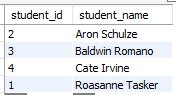 student_id student_name
2 Aron Schulze
3 Baldwin Romano
4 Cate Irvine
1 Roasanne Tasker